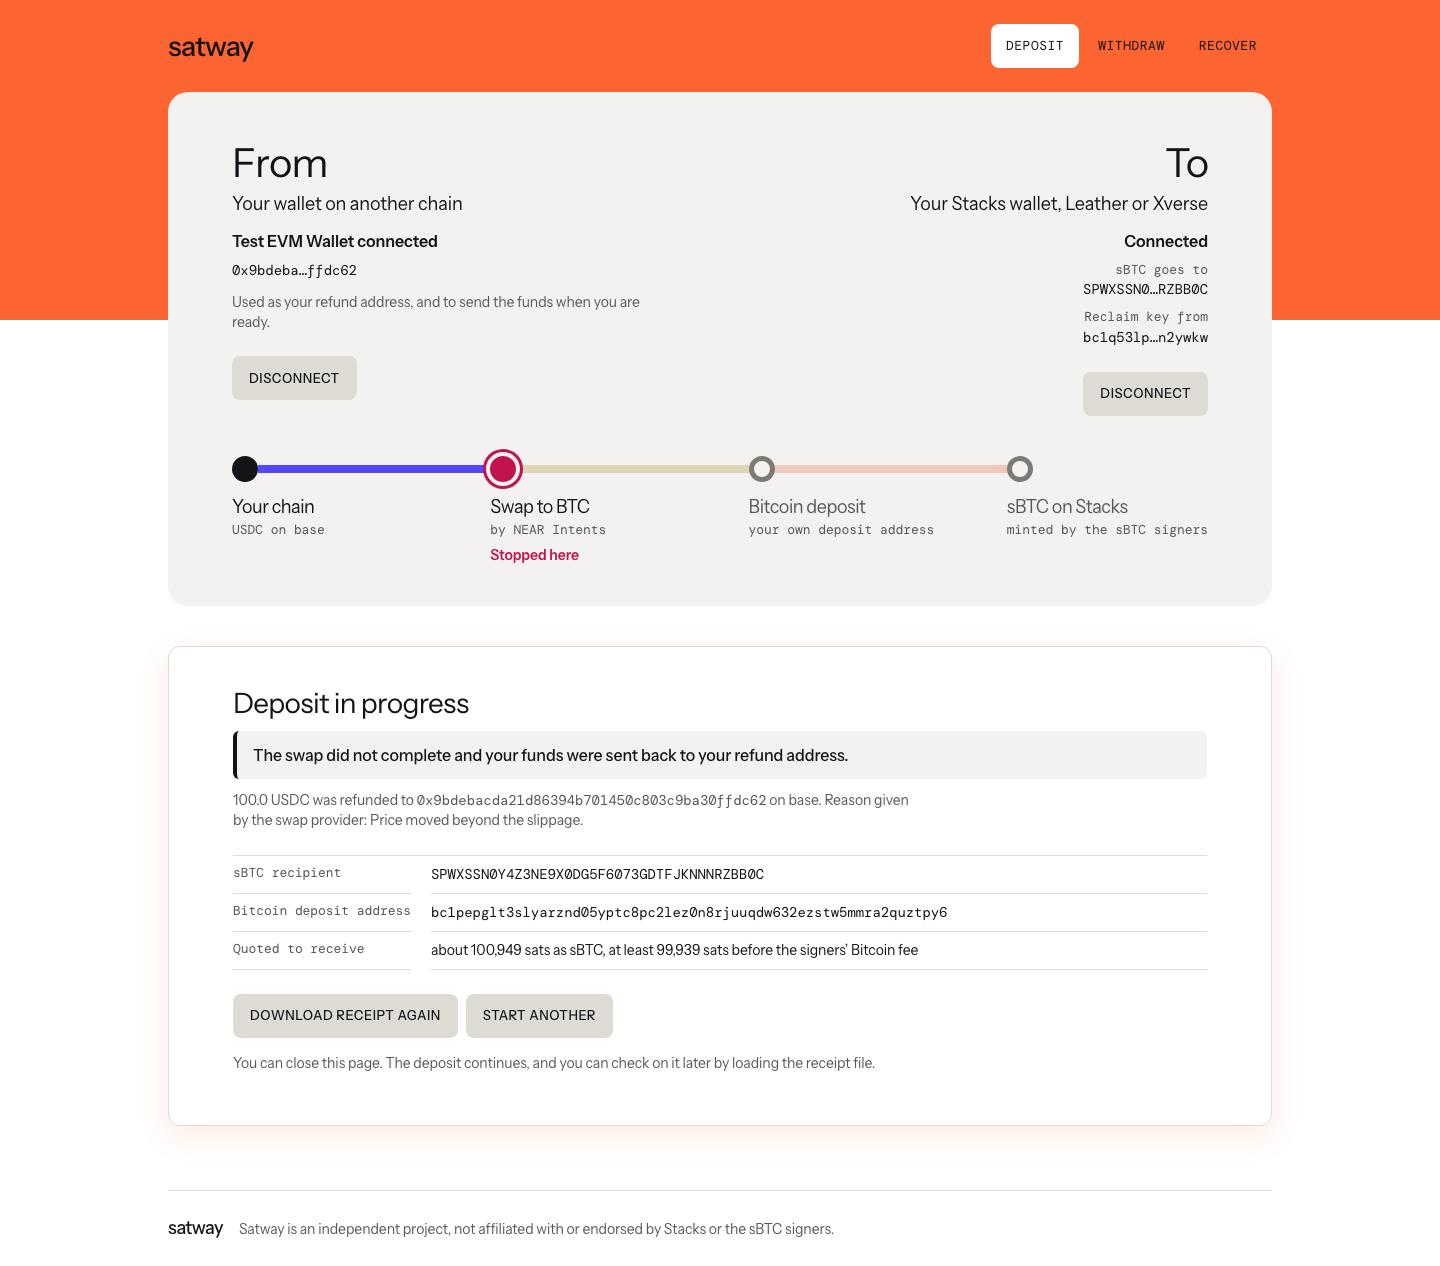 satway
DEPOSIT
WITHDRAW
RECOVER
From
Your wallet on another chain
Test EVM Wallet connected
0x9bdeba…ffdc62
Used as your refund address, and to send the funds when you are
ready.
DISCONNECT
To
Your Stacks wallet, Leather or Xverse
Connected
sBTC goes to
SPWXSSN0…RZBB0C
Reclaim key from
bc1q53lp…n2ywkw
DISCONNECT
Your chain
USDC on base
Swap to BTC
by NEAR Intents
Stopped here
Bitcoin deposit
your own deposit address
sBTC on Stacks
minted by the sBTC signers
Deposit in progress
The swap did not complete and your funds were sent back to your refund address.
100.0 USDC was refunded to 0x9bdebacda21d86394b701450c803c9ba30ffdc62 on base. Reason given
by the swap provider: Price moved beyond the slippage.
sBTC recipient
SPWXSSN0Y4Z3NE9X0DG5F6073GDTFJKNNNRZBB0C
Bitcoin deposit address
bc1pepglt3slyarznd05yptc8pc2lez0n8rjuuqdw632ezstw5mmra2quztpy6
Quoted to receive
about 100,949 sats as sBTC, at least 99,939 sats before the signers’ Bitcoin fee
DOWNLOAD RECEIPT AGAIN
START ANOTHER
You can close this page. The deposit continues, and you can check on it later by loading the receipt file.
satway
Satway is an independent project, not affiliated with or endorsed by Stacks or the sBTC signers.